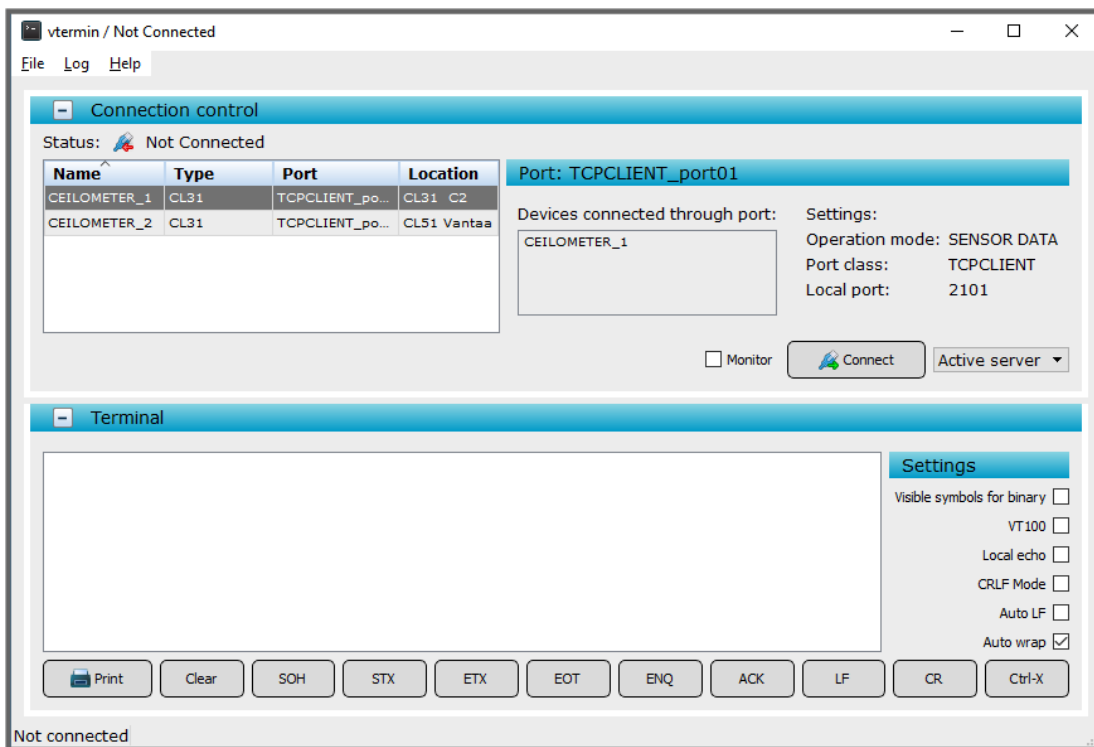 vtermin / Not Connected
File Log Help
Connection control
Status: Not Connected
Name Type Port Location
CEILOMETER_1 CL31 TCPCLIENT_po... CL31 C2
CEILOMETER_2 CL31 TCPCLIENT_po... CL51 Vantaa
Port: TCPCLIENT_port01
Devices connected through port:
CEILOMETER_1
Settings:
Operation mode: SENSOR DATA
Port class: TCPCLIENT
Local port: 2101
Monitor Connect Active server
Terminal
Settings
Visible symbols for binary
VT100
Local echo
CRLF Mode
Auto LF
Auto wrap
Print Clear SOH STX ETX EOT ENQ ACK LF CR Ctrl-X
Not connected